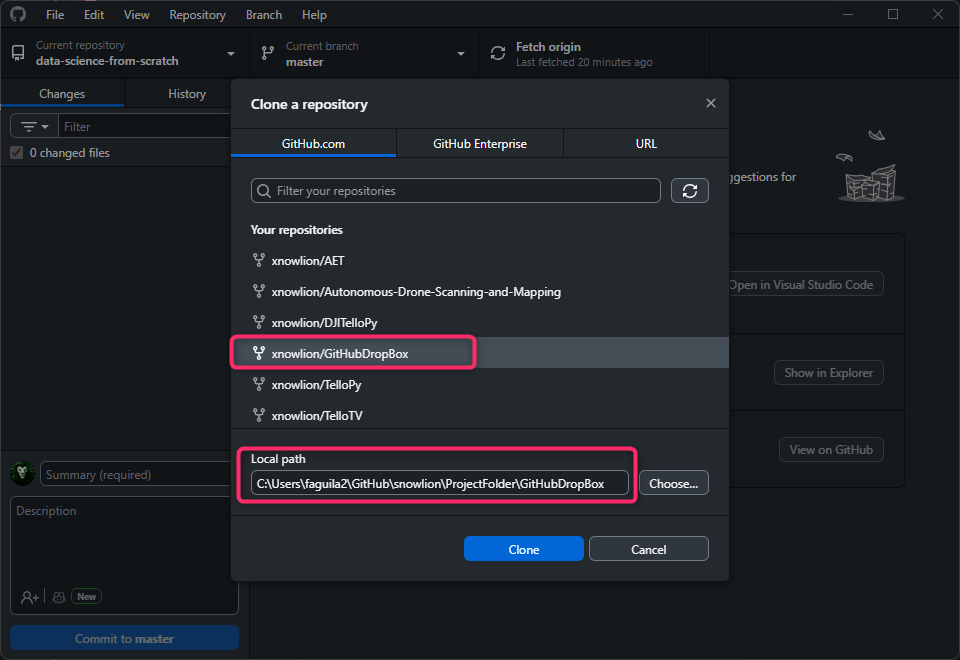 File Edit View Repository Branch Help
Current repository
data-science-from-scratch
Current branch
master
Fetch origin
Last fetched 20 minutes ago
Changes History
Filter
0 changed files
Clone a repository
GitHub.com GitHub Enterprise URL
Filter your repositories
Your repositories
xnowlion/AET
xnowlion/Autonomous-Drone-Scanning-and-Mapping
xnowlion/DJITelloPy
xnowlion/GitHubDropBox
xnowlion/TelloPy
xnowlion/TelloTV
Local path
C:\Users\faguila2\GitHub\snowlion\ProjectFolder\GitHubDropBox
Choose...
Clone Cancel
ggestions for
Open in Visual Studio Code
Show in Explorer
View on GitHub
Summary (required)
Description
New
Commit to master